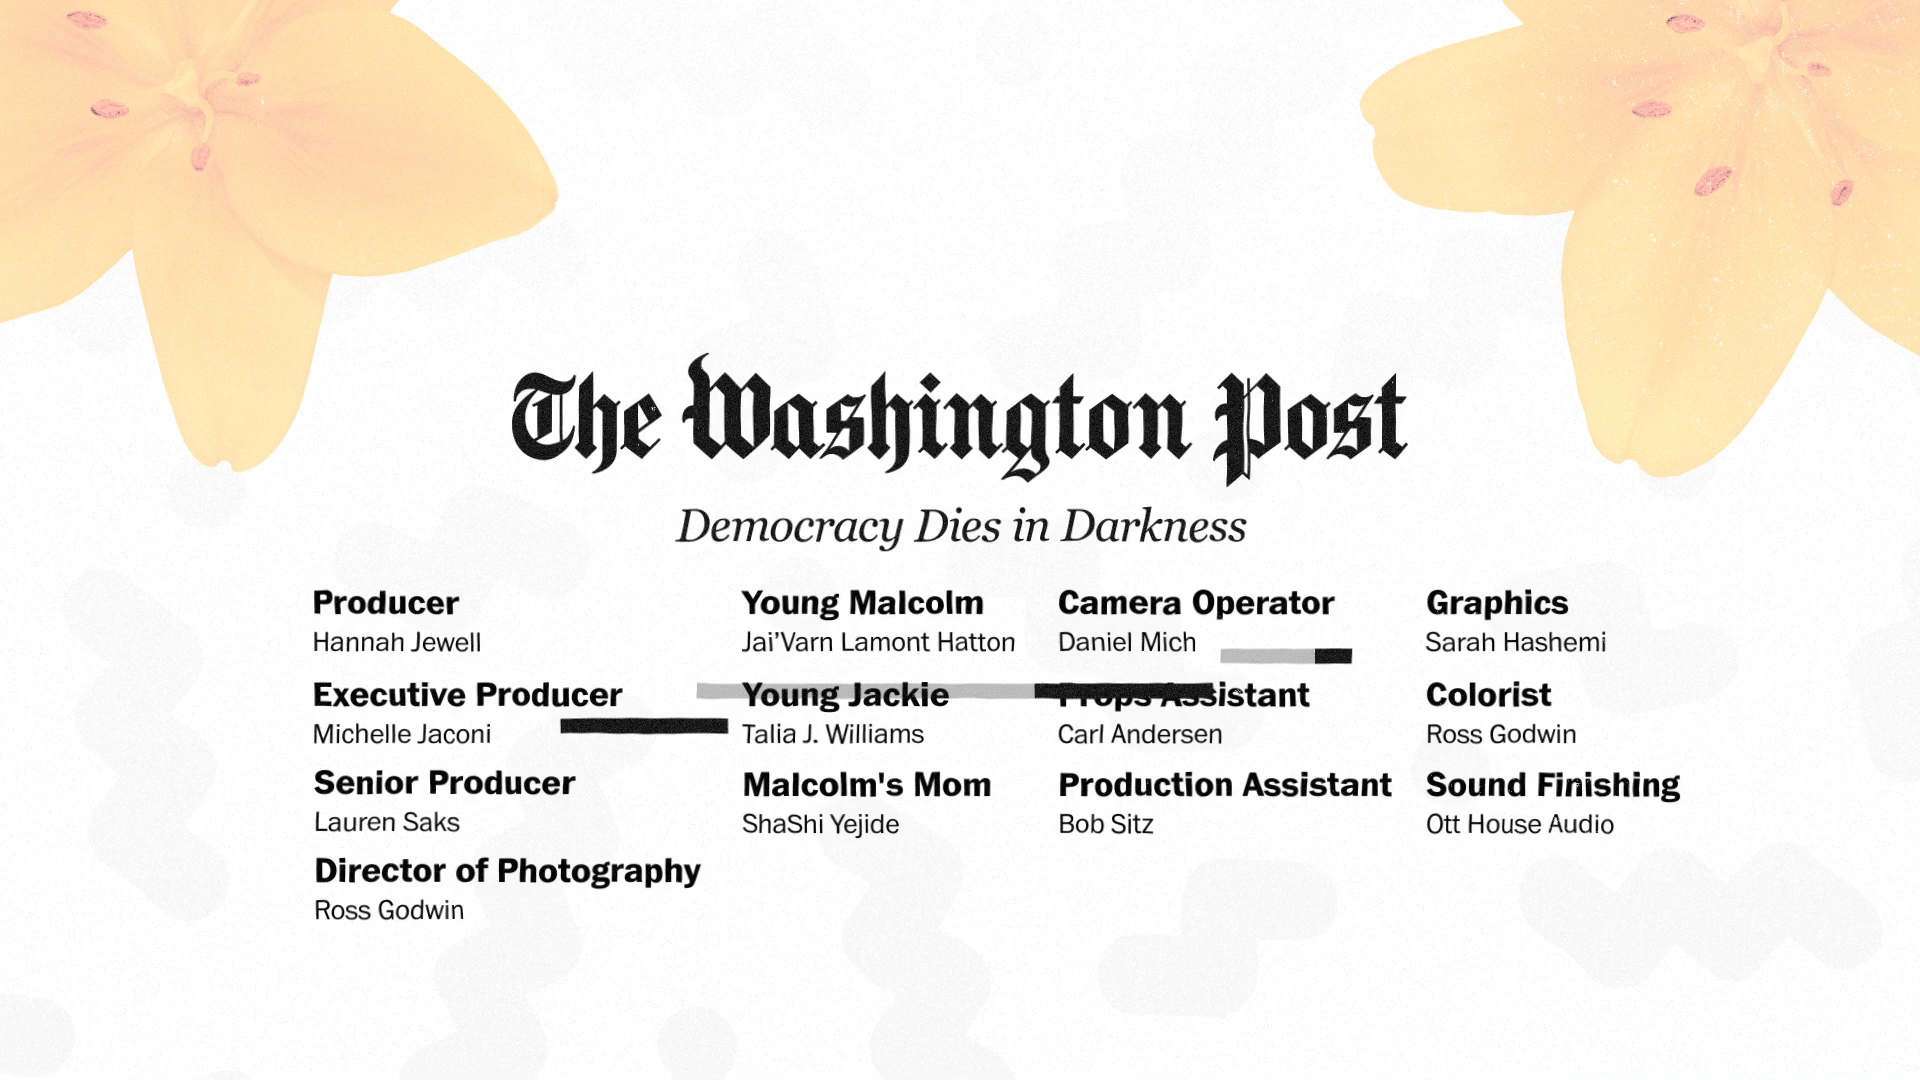 The Washington Post
Democracy Dies in Darkness
Producer
Hannah Jewell
Executive Producer
Michelle Jaconi
Senior Producer
Lauren Saks
Director of Photography
Ross Godwin
Young Malcolm
Jai’Varn Lamont Hatton
Young Jackie
Talia J. Williams
Malcolm's Mom
ShaShi Yejide
Camera Operator
Daniel Mich
Props Assistant
Carl Andersen
Production Assistant
Bob Sitz
Graphics
Sarah Hashemi
Colorist
Ross Godwin
Sound Finishing
Ott House Audio